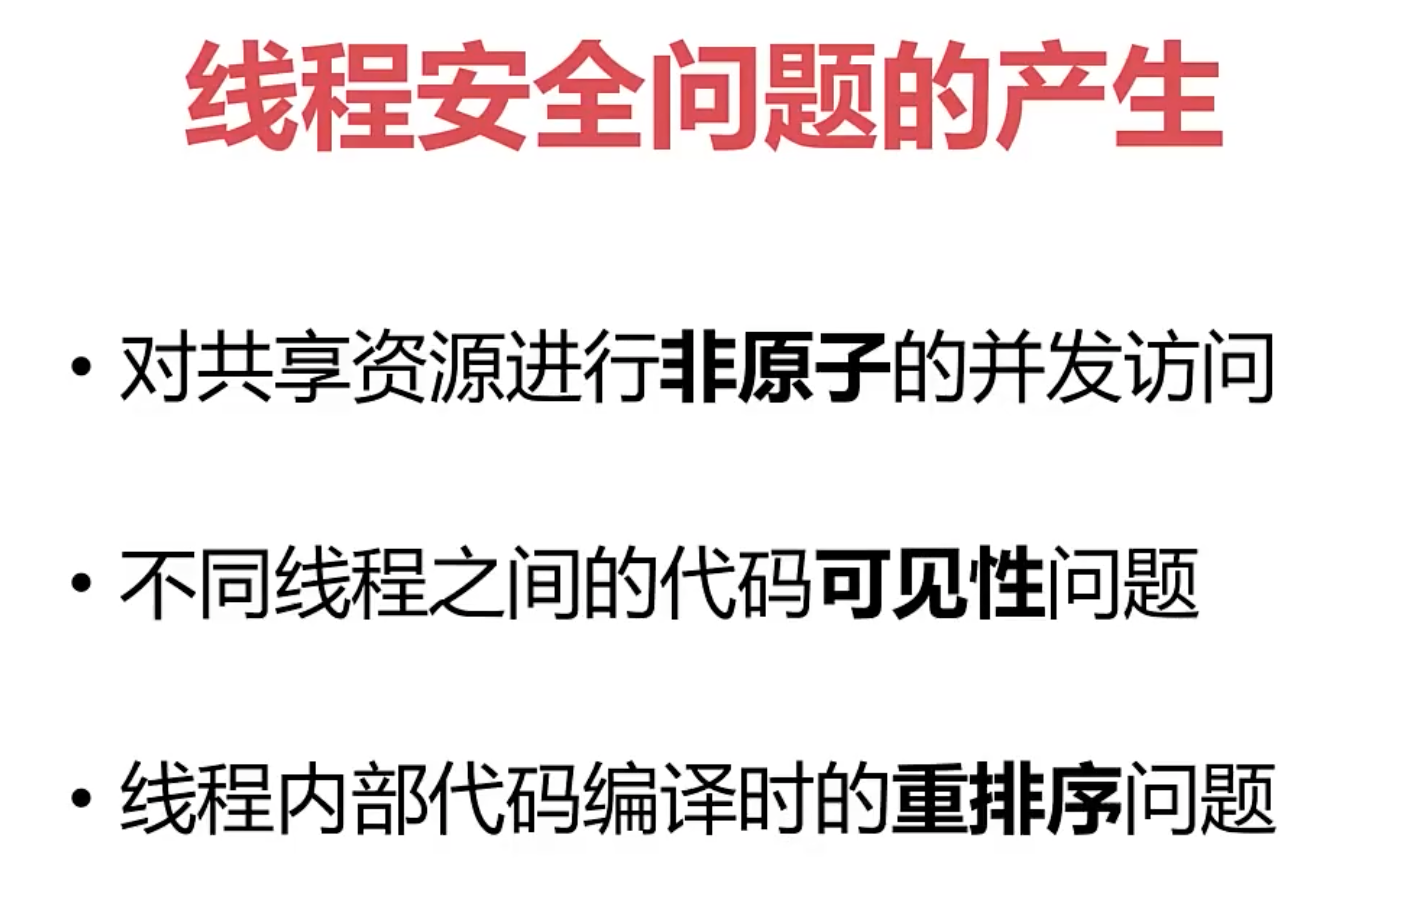 线程安全问题的产生
• 对共享资源进行非原子的并发访问
• 不同线程之间的代码可见性问题
• 线程内部代码编译时的重排序问题